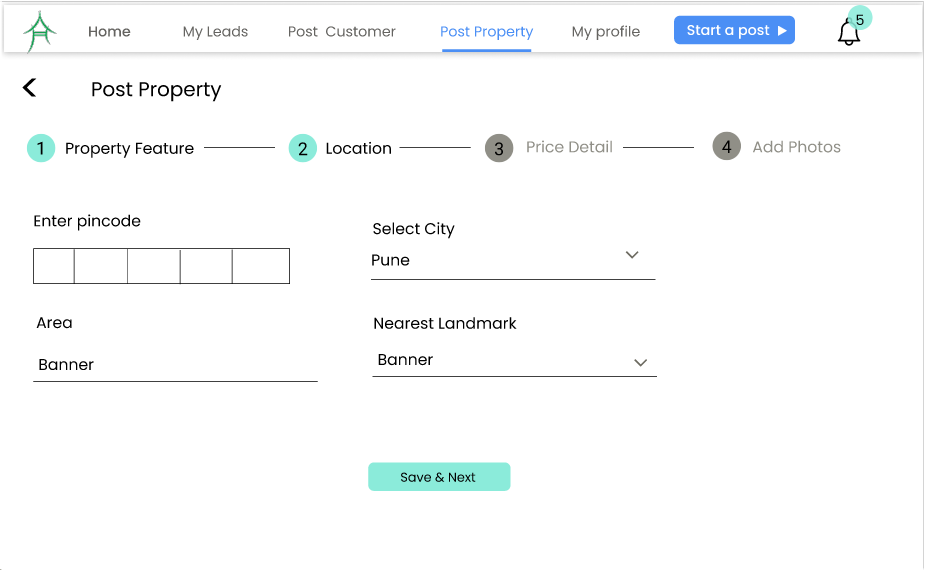 Home My Leads Post Customer Post Property My profile Start a post 5
Post Property
1 Property Feature 2 Location 3 Price Detail 4 Add Photos
Enter pincode
Select City
Pune
Area
Nearest Landmark
Banner
Banner
Save & Next